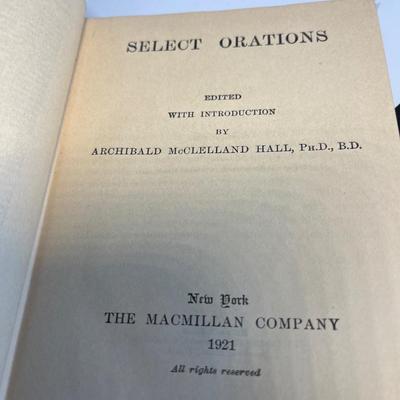 SELECT ORATIONS
EDITED
WITH INTRODUCTION
BY
ARCHIBALD McCLELLAND HALL, Ph.D., B.D.
New York
THE MACMILLAN COMPANY
1921
All rights reserved